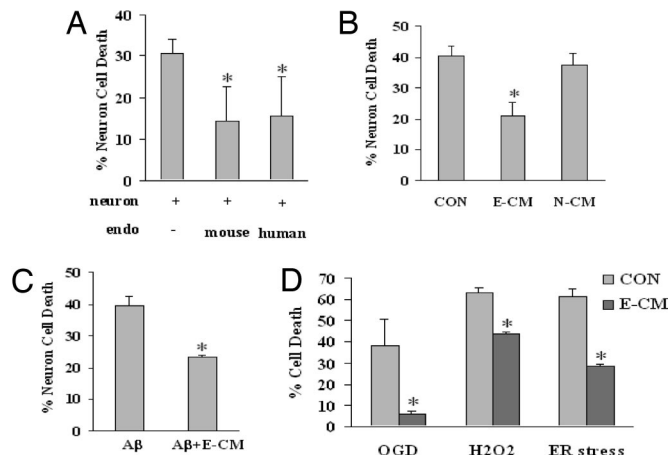 A
% Neuron Cell Death
40
30
20
10
0
*
*
neuron + + +
endo - mouse human
B
% Neuron Cell Death
50
40
30
20
10
0
*
CON E-CM N-CM
C
% Neuron Cell Death
50
40
30
20
10
0
*
Aβ Aβ+E-CM
D
% Cell Death
70
60
50
40
30
20
10
0
*
*
*
CON
E-CM
OGD H2O2 ER stress